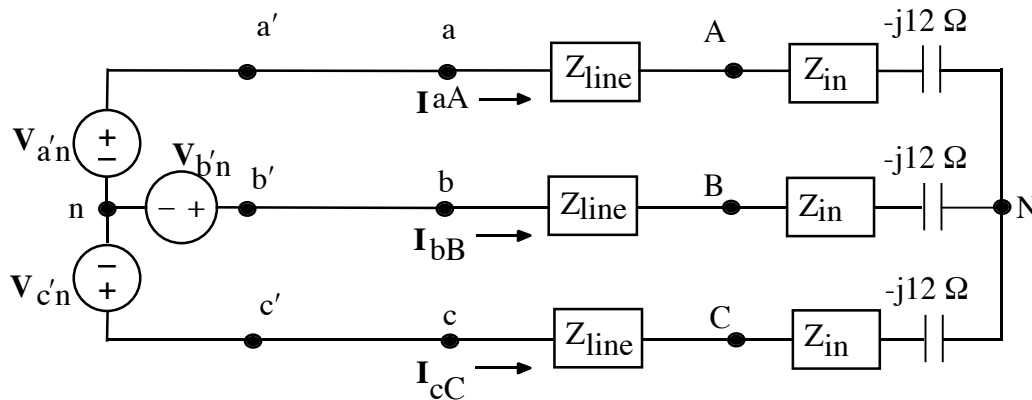 -j12 Ω
a′ a A
Z_line Z_in
I_aA
+
−
V_a′n
V_b′n
-j12 Ω
b′ b B
n − + Z_line Z_in N
I_bB
−
+
V_c′n
-j12 Ω
c′ c C
Z_line Z_in
I_cC